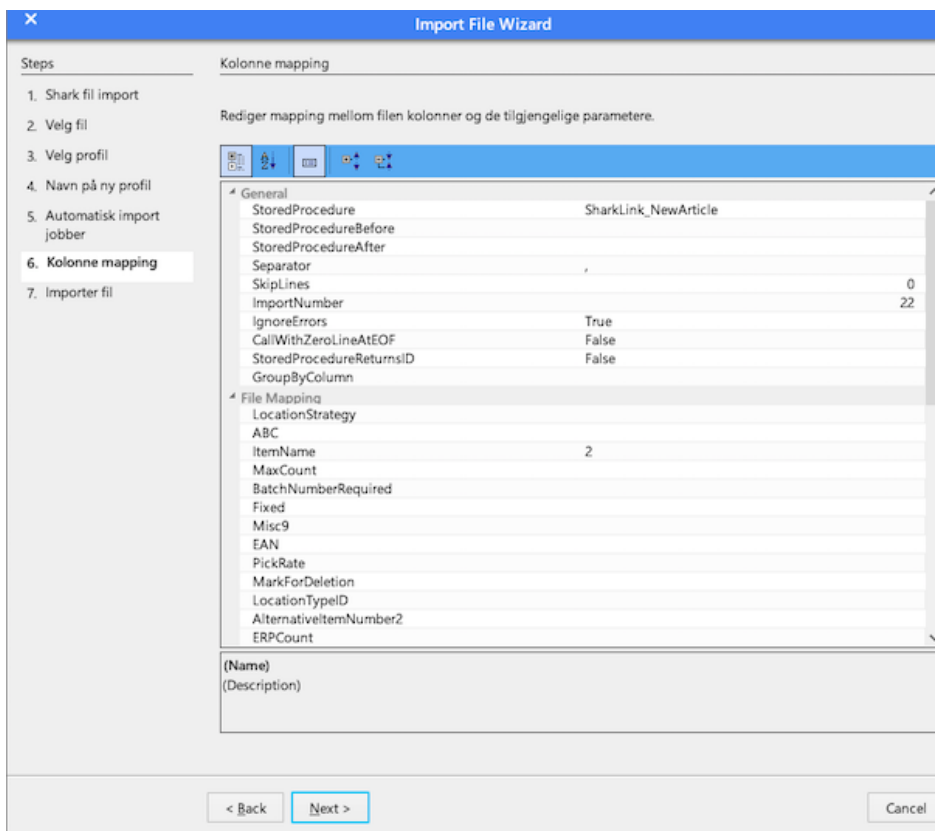 Import File Wizard
Steps
1. Shark fil import
2. Velg fil
3. Velg profil
4. Navn på ny profil
5. Automatisk import
jobber
6. Kolonne mapping
7. Importer fil
Kolonne mapping
Rediger mapping mellom filen kolonner og de tilgjengelige parametere.
General
StoredProcedure SharkLink_NewArticle
StoredProcedureBefore
StoredProcedureAfter
Separator ,
SkipLines 0
ImportNumber 22
IgnoreErrors True
CallWithZeroLineAtEOF False
StoredProcedureReturnsID False
GroupByColumn
File Mapping
LocationStrategy
ABC
ItemName 2
MaxCount
BatchNumberRequired
Fixed
Misc9
EAN
PickRate
MarkForDeletion
LocationTypeID
AlternativeItemNumber2
ERPCount
(Name)
(Description)
< Back Next > Cancel